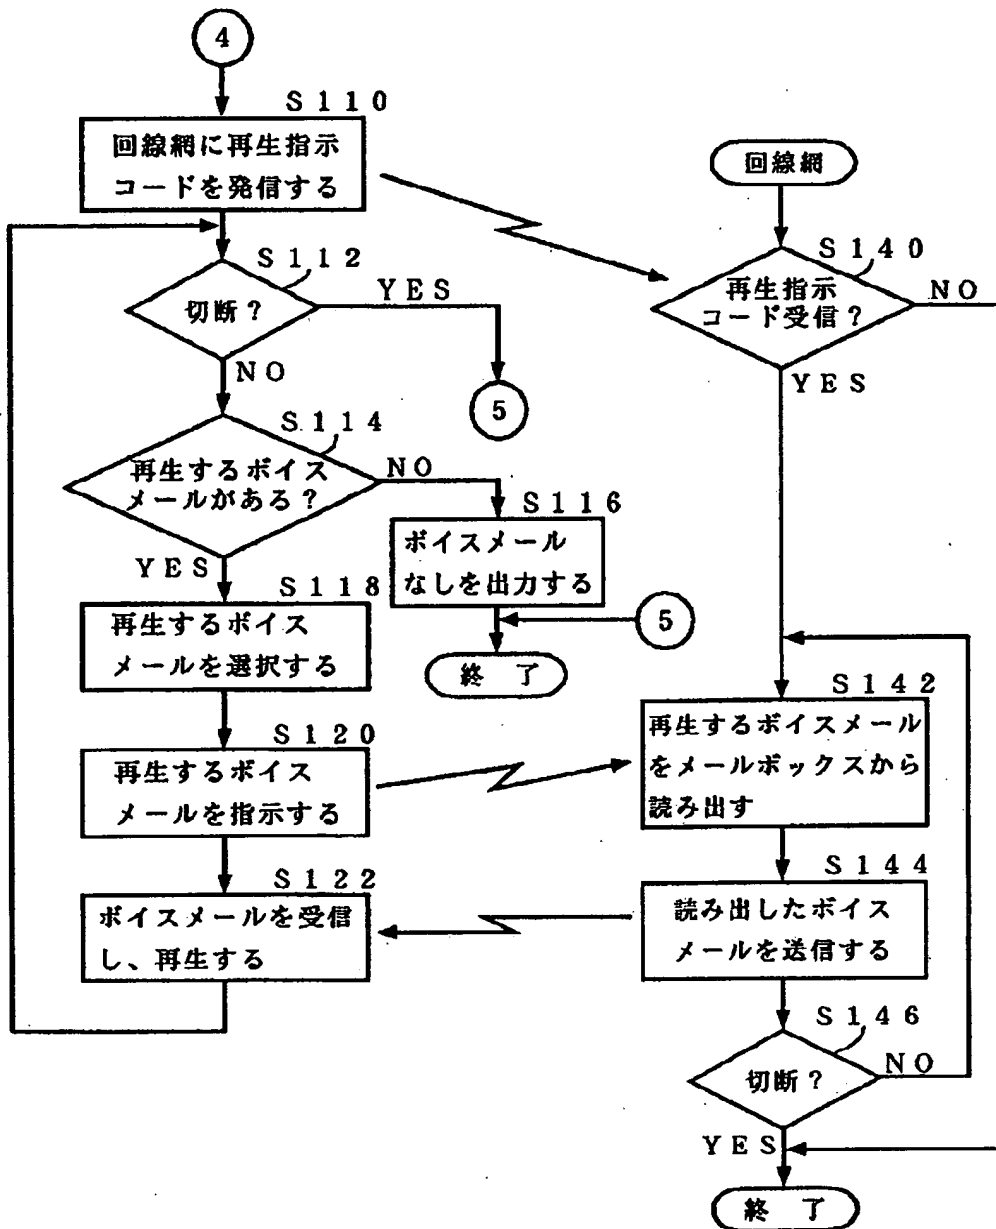 4
S110
回線網に再生指示
コードを発信する
S112
切断?
YES
NO
5
S114
再生するボイス
メールがある?
NO
YES
S116
ボイスメール
なしを出力する
5
終 了
S118
再生するボイス
メールを選択する
S120
再生するボイス
メールを指示する
S122
ボイスメールを受信
し、再生する
回線網
S140
再生指示
コード受信?
NO
YES
S142
再生するボイスメール
をメールボックスから
読み出す
S144
読み出したボイス
メールを送信する
S146
切断?
NO
YES
終 了